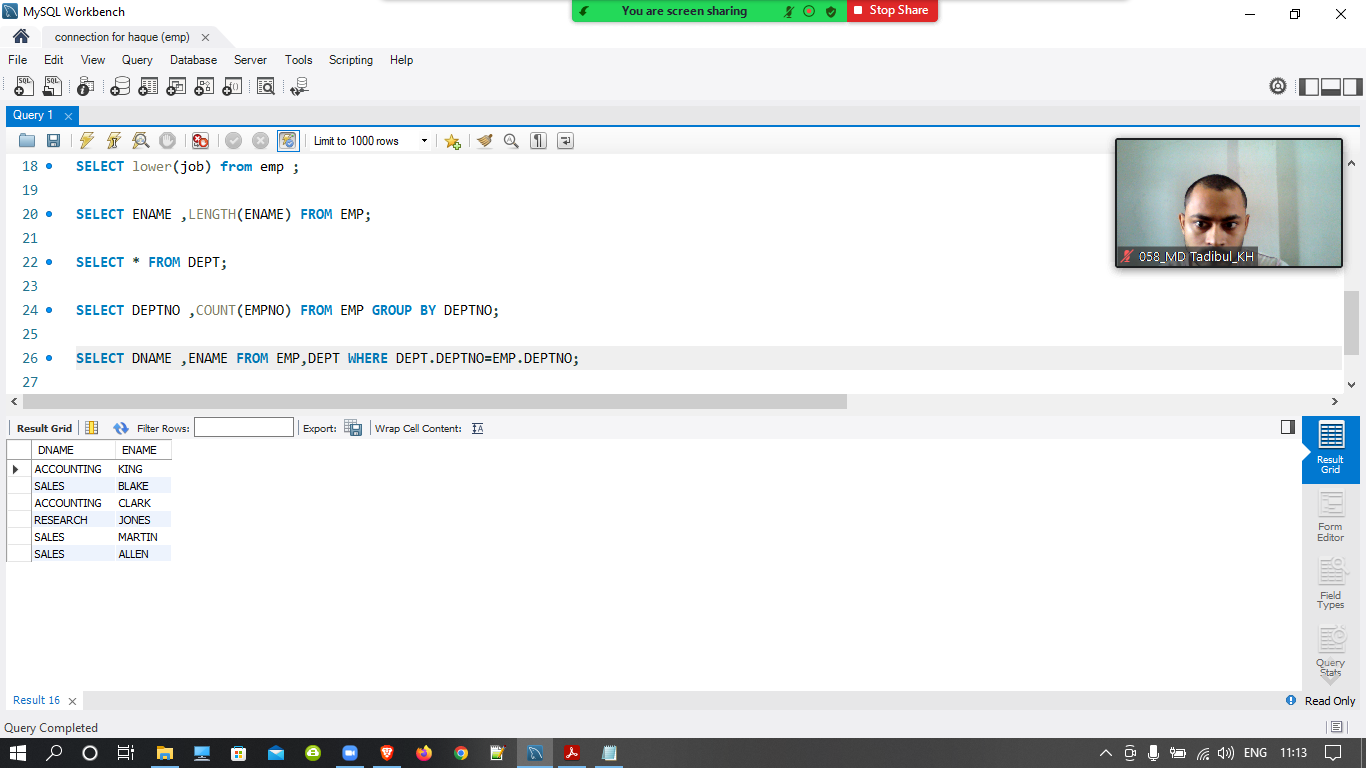 MySQL Workbench
You are screen sharing
Stop Share
connection for haque (emp)
File Edit View Query Database Server Tools Scripting Help
Query 1
Limit to 1000 rows
18 SELECT lower(job) from emp ;
19
20 SELECT ENAME ,LENGTH(ENAME) FROM EMP;
21
22 SELECT * FROM DEPT;
23
24 SELECT DEPTNO ,COUNT(EMPNO) FROM EMP GROUP BY DEPTNO;
25
26 SELECT DNAME ,ENAME FROM EMP,DEPT WHERE DEPT.DEPTNO=EMP.DEPTNO;
27
058_MD Tadibul_KH
Result Grid Filter Rows: Export: Wrap Cell Content:
DNAME ENAME
ACCOUNTING KING
SALES BLAKE
ACCOUNTING CLARK
RESEARCH JONES
SALES MARTIN
SALES ALLEN
Result
Grid
Form
Editor
Field
Types
Query
Stats
Result 16
Read Only
Query Completed
ENG 11:13